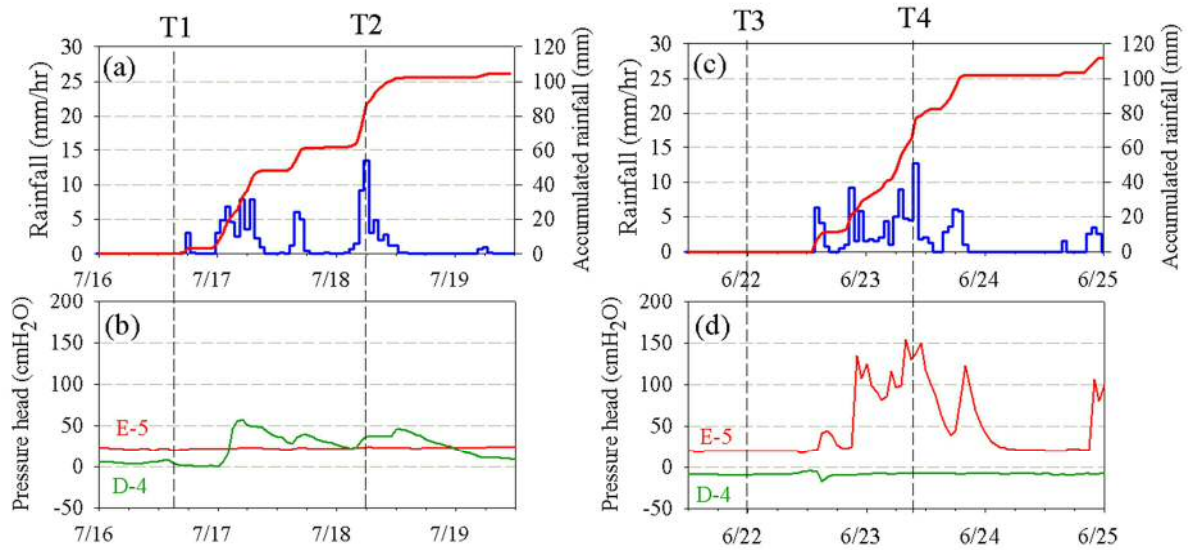 T1 T2
(a)
Rainfall (mm/hr)
30
25
20
15
10
5
0
120
100
80
60
40
20
0
Accumulated rainfall (mm)
7/16 7/17 7/18 7/19
T3 T4
(c)
Rainfall (mm/hr)
30
25
20
15
10
5
0
120
100
80
60
40
20
0
Accumulated rainfall (mm)
6/22 6/23 6/24 6/25
(b)
Pressure head (cmH₂O)
200
150
100
50
0
-50
E-5
D-4
7/16 7/17 7/18 7/19
(d)
Pressure head (cmH₂O)
200
150
100
50
0
-50
E-5
D-4
6/22 6/23 6/24 6/25